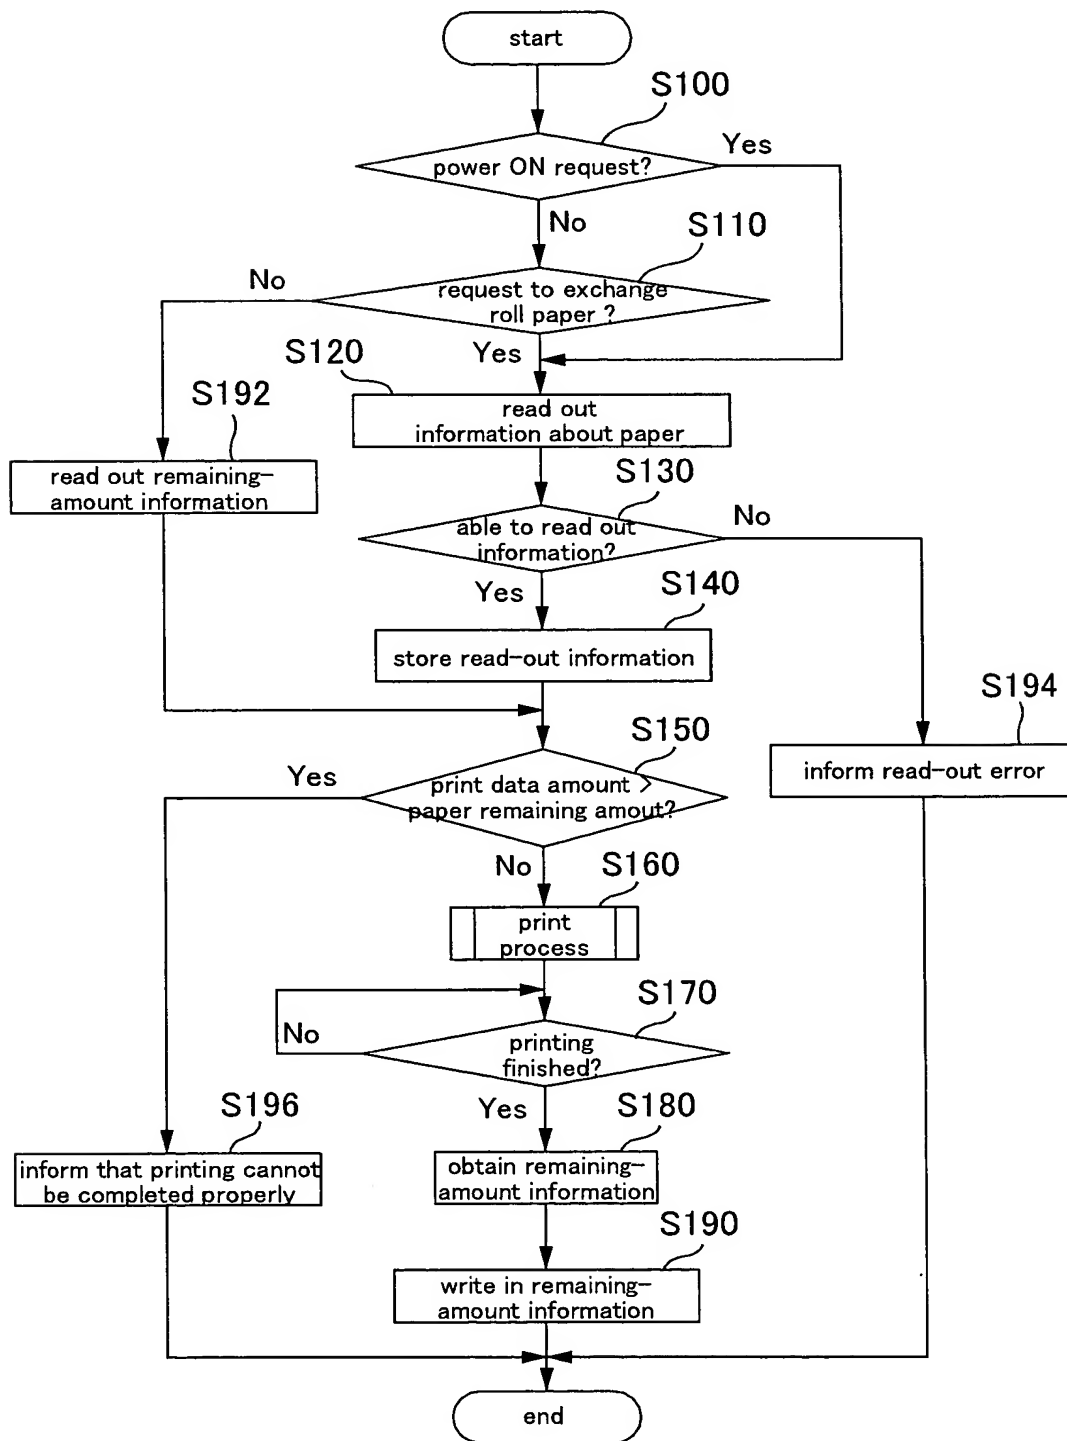 start
S100
power ON request?
Yes
No
S110
request to exchange
roll paper ?
No
Yes
S120
read out
information about paper
S192
read out remaining-
amount information
S130
able to read out
information?
No
Yes
S140
store read-out information
S194
inform read-out error
S150
print data amount >
paper remaining amout?
Yes
No
S160
print
process
S170
printing
finished?
No
Yes
S180
obtain remaining-
amount information
S196
inform that printing cannot
be completed properly
S190
write in remaining-
amount information
end